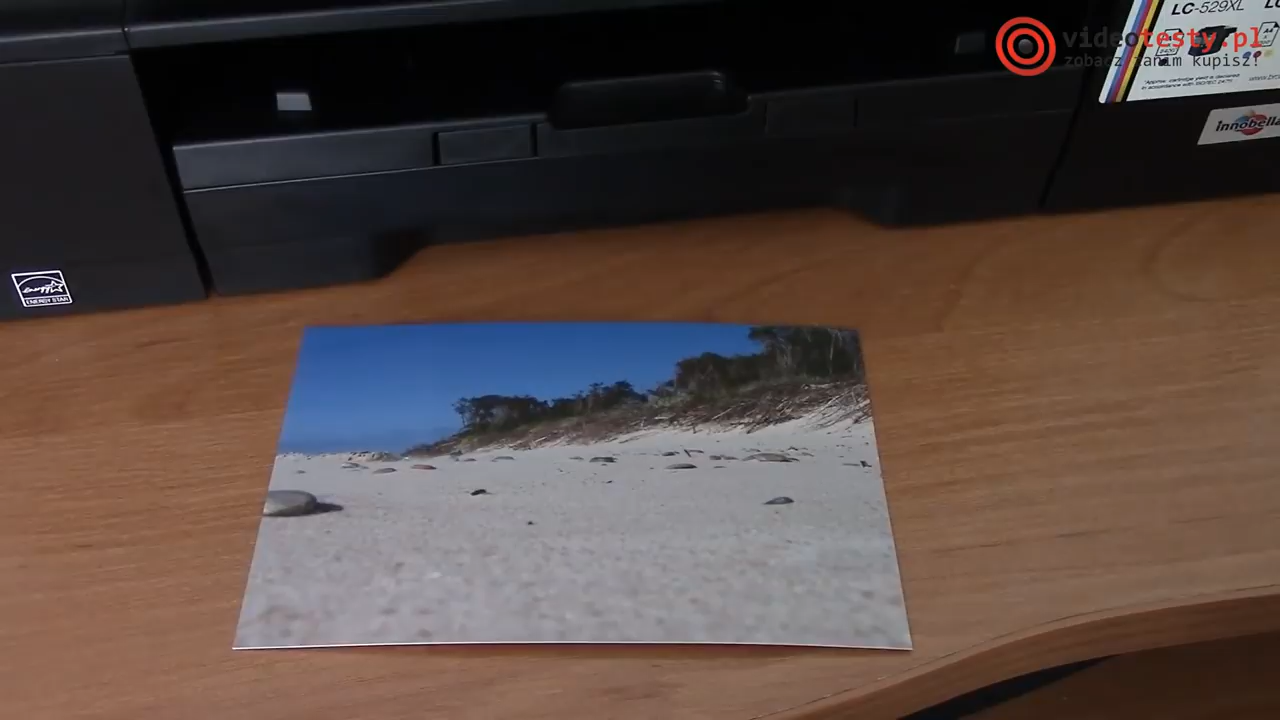 LC-529XL
videotesty.pl
zobacz zanim kupisz!
innobella
ENERGY STAR